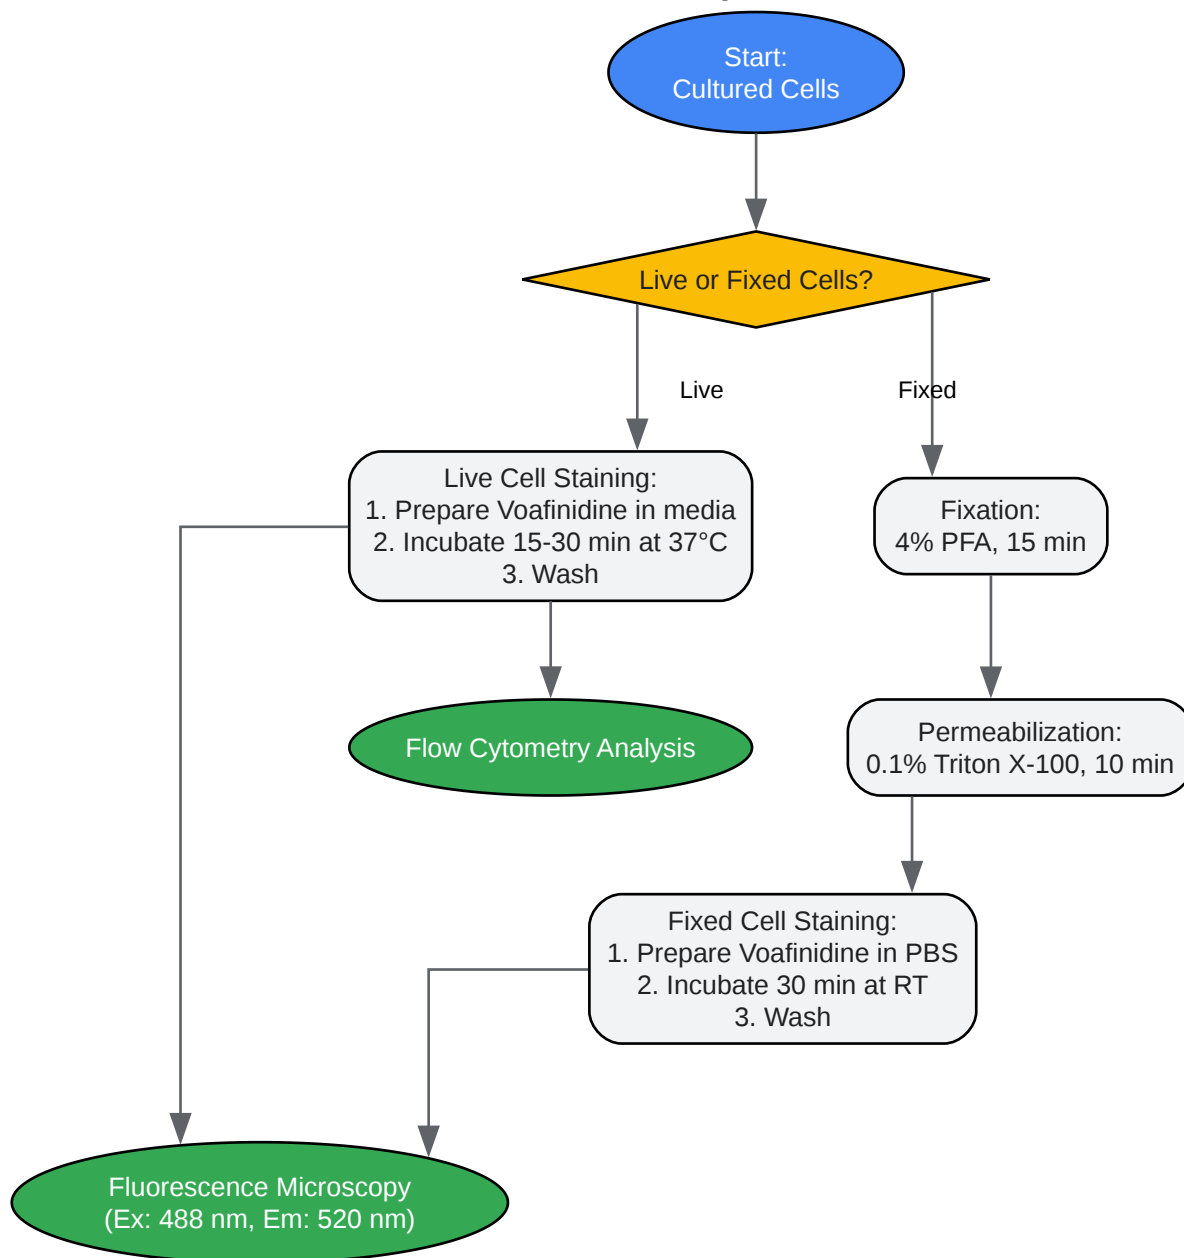 Start:
Cultured Cells
Live or Fixed Cells?
Live
Fixed
Live Cell Staining:
1. Prepare Voafinidine in media
2. Incubate 15-30 min at 37°C
3. Wash
Fixation:
4% PFA, 15 min
Flow Cytometry Analysis
Permeabilization:
0.1% Triton X-100, 10 min
Fixed Cell Staining:
1. Prepare Voafinidine in PBS
2. Incubate 30 min at RT
3. Wash
Fluorescence Microscopy
(Ex: 488 nm, Em: 520 nm)